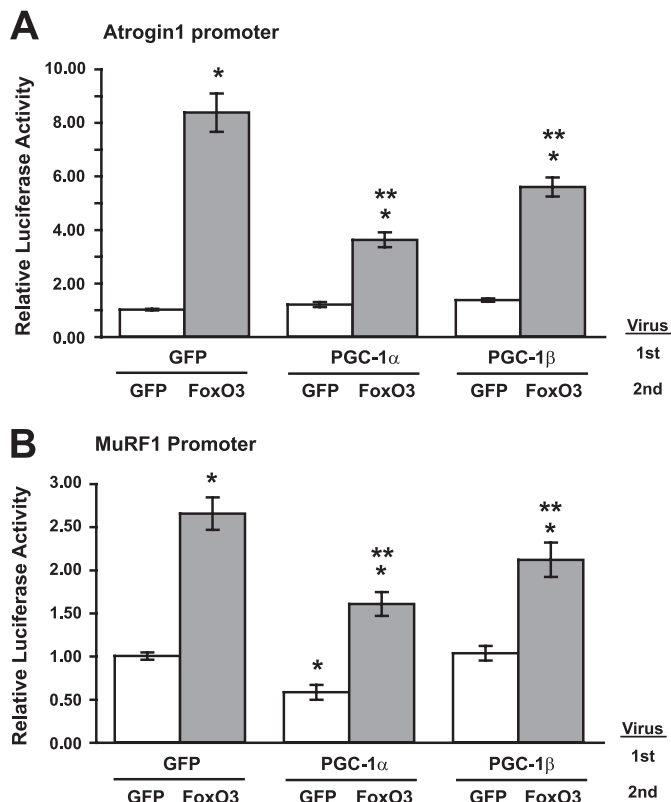 A
Atrogin1 promoter
Relative Luciferase Activity
10.00
8.00
6.00
4.00
2.00
0.00
*
**
*
**
*
GFP PGC-1α PGC-1β
GFP FoxO3 GFP FoxO3 GFP FoxO3
Virus
1st
2nd
B
MuRF1 Promoter
Relative Luciferase Activity
3.00
2.50
2.00
1.50
1.00
0.50
0.00
*
*
**
*
**
*
GFP PGC-1α PGC-1β
GFP FoxO3 GFP FoxO3 GFP FoxO3
Virus
1st
2nd